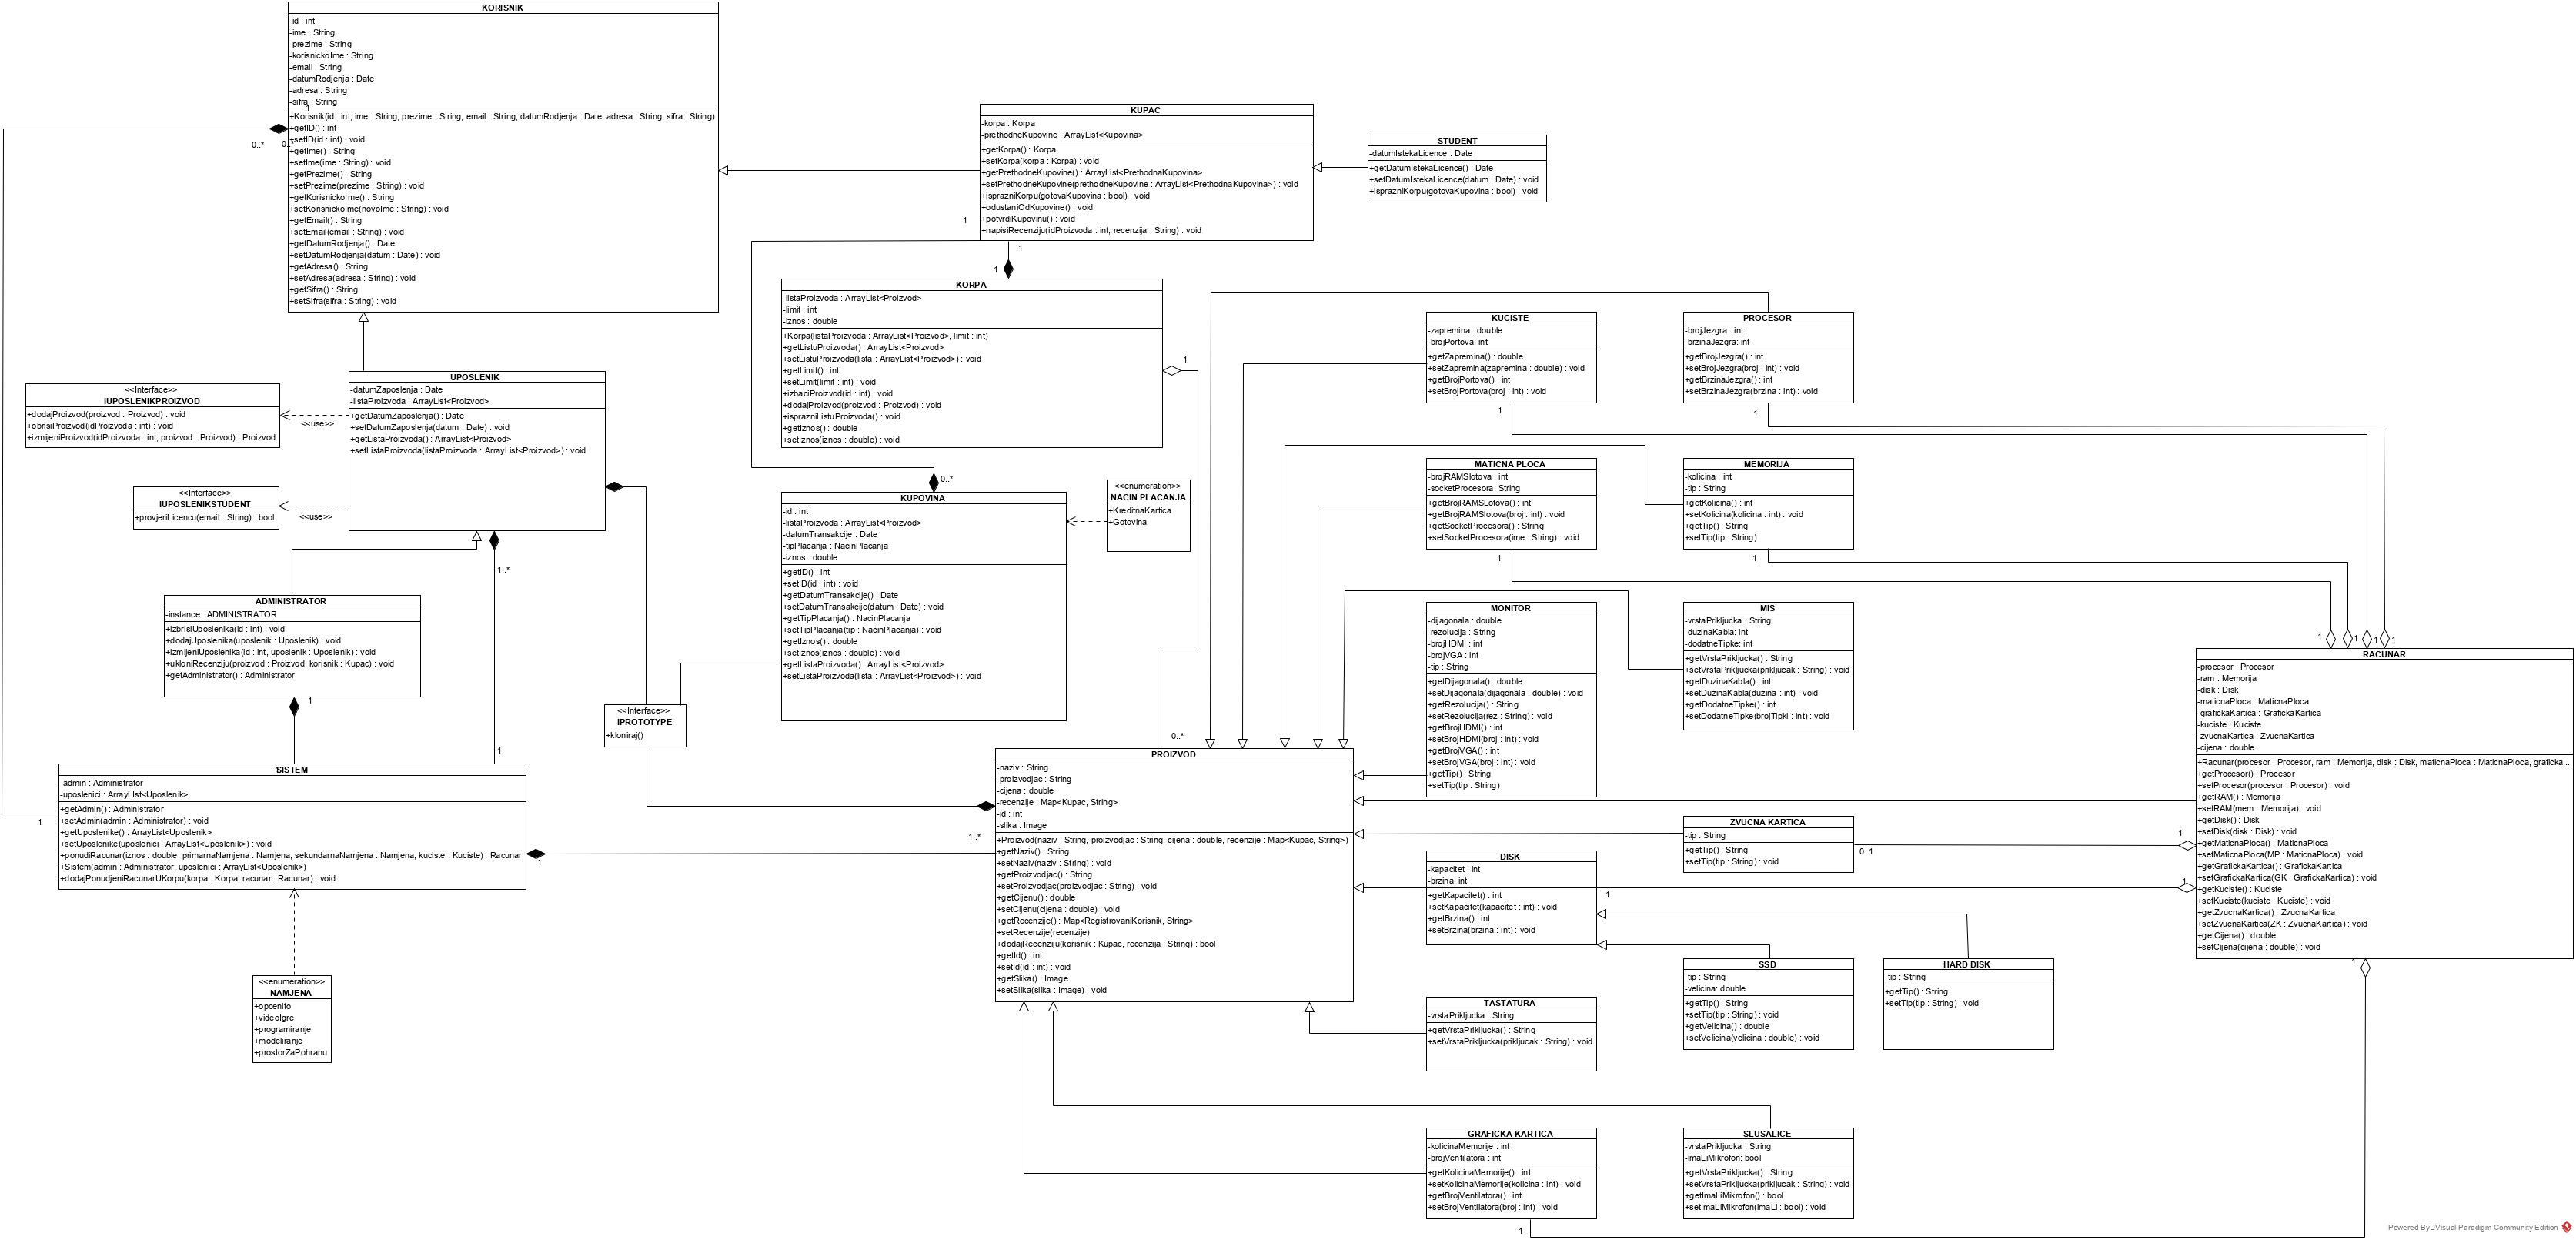 KORISNIK
-id : int
-ime : String
-prezime : String
-korisnickoIme : String
-email : String
-datumRodjenja : Date
-adresa : String
-sifra : String
1
+Korisnik(id : int, ime : String, prezime : String, email : String, datumRodjenja : Date, adresa : String, sifra : String)
+getID() : int
+setID(id : int) : void
+getIme() : String
+setIme(ime : String) : void
+getPrezime() : String
+setPrezime(prezime : String) : void
+getKorisnickoIme() : String
+setKorisnickoIme(novoIme : String) : void
+getEmail() : String
+setEmail(email : String) : void
+getDatumRodjenja() : Date
+setDatumRodjenja(datum : Date) : void
+getAdresa() : String
+setAdresa(adresa : String) : void
+getSifra() : String
+setSifra(sifra : String) : void
0..*
KUPAC
-korpa : Korpa
-prethodneKupovine : ArrayList<Kupovina>
+getKorpa() : Korpa
+setKorpa(korpa : Korpa) : void
+getPrethodneKupovine() : ArrayList<PrethodnaKupovina>
+setPrethodneKupovine(prethodneKupovine : ArrayList<PrethodnaKupovina>) : void
+isprazniKorpu(gotovaKupovina : bool) : void
+odustaniOdKupovine() : void
+potvrdiKupovinu() : void
+napisiRecenziju(idProizvoda : int, recenzija : String) : void
1
1
1
STUDENT
-datumIstekaLicence : Date
+getDatumIstekaLicence() : Date
+setDatumIstekaLicence(datum : Date) : void
+isprazniKorpu(gotovaKupovina : bool) : void
KORPA
-listaProizvoda : ArrayList<Proizvod>
-limit : int
-iznos : double
+Korpa(listaProizvoda : ArrayList<Proizvod>, limit : int)
+getListuProizvoda() : ArrayList<Proizvod>
+setListuProizvoda(lista : ArrayList<Proizvod>) : void
+getLimit() : int
+setLimit(limit : int) : void
+izbaciProizvod(id : int) : void
+dodajProizvod(proizvod : Proizvod) : void
+isprazniListuProizvoda() : void
+getIznos() : double
+setIznos(iznos : double) : void
1
KUCISTE
-zapremina : double
-brojPortova: int
+getZapremina() : double
+setZapremina(zapremina : double) : void
+getBrojPortova() : int
+setBrojPortova(broj : int) : void
1
PROCESOR
-brojJezgra : int
-brzinaJezgra: int
+getBrojJezgra() : int
+setBrojJezgra(broj : int) : void
+getBrzinaJezgra() : int
+setBrzinaJezgra(brzina : int) : void
1
<<Interface>>
IUPOSLENIKPROIZVOD
+dodajProizvod(proizvod : Proizvod) : void
+obrisiProizvod(idProizvoda : int) : void
+izmijeniProizvod(idProizvoda : int, proizvod : Proizvod) : Proizvod
<<use>>
UPOSLENIK
-datumZaposlenja : Date
-listaProizvoda : ArrayList<Proizvod>
+getDatumZaposlenja() : Date
+setDatumZaposlenja(datum : Date) : void
+getListaProizvoda() : ArrayList<Proizvod>
+setListaProizvoda(listaProizvoda : ArrayList<Proizvod>) : void
<<Interface>>
IUPOSLENIKSTUDENT
+provjeriLicencu(email : String) : bool
<<use>>
1..*
1
0..*
KUPOVINA
-id : int
-listaProizvoda : ArrayList<Proizvod>
-datumTransakcije : Date
-tipPlacanja : NacinPlacanja
-iznos : double
+getID() : int
+setID(id : int) : void
+getDatumTransakcije() : Date
+setDatumTransakcije(datum : Date) : void
+getTipPlacanja() : NacinPlacanja
+setTipPlacanja(tip : NacinPlacanja) : void
+getIznos() : double
+setIznos(iznos : double) : void
+getListaProizvoda() : ArrayList<Proizvod>
+setListaProizvoda(lista : ArrayList<Proizvod>) : void
<<enumeration>>
NACIN PLACANJA
+KreditnaKartica
+Gotovina
MATICNA PLOCA
-brojRAMSlotova : int
-socketProcesora: String
+getBrojRAMSLotova() : int
+getBrojRAMSlotova(broj : int) : void
+getSocketProcesora() : String
+setSocketProcesora(ime : String) : void
1
MEMORIJA
-kolicina : int
-tip : String
+getKolicina() : int
+setKolicina(kolicina : int) : void
+getTip() : String
+setTip(tip : String)
1
ADMINISTRATOR
-instance : ADMINISTRATOR
+izbrisiUposlenika(id : int) : void
+dodajUposlenika(uposlenik : Uposlenik) : void
+izmijeniUposlenika(id : int, uposlenik : Uposlenik) : void
+ukloniRecenziju(proizvod : Proizvod, korisnik : Kupac) : void
+getAdministrator() : Administrator
1
<<Interface>>
IPROTOTYPE
+kloniraj()
MONITOR
-dijagonala : double
-rezolucija : String
-brojHDMI : int
-brojVGA : int
-tip : String
+getDijagonala() : double
+setDijagonala(dijagonala : double) : void
+getRezolucija() : String
+setRezolucija(rez : String) : void
+getBrojHDMI() : int
+setBrojHDMI(broj : int) : void
+getBrojVGA() : int
+setBrojVGA(broj : int) : void
+getTip() : String
+setTip(tip : String)
MIS
-vrstaPrikljucka : String
-duzinaKabla: int
-dodatneTipke: int
+getVrstaPrikljucka() : String
+setVrstaPrikljucka(prikljucak : String) : void
+getDuzinaKabla() : int
+setDuzinaKabla(duzina : int) : void
+getDodatneTipke() : int
+setDodatneTipke(brojTipki : int) : void
1
1
1
1
RACUNAR
-procesor : Procesor
-ram : Memorija
-disk : Disk
-maticnaPloca : MaticnaPloca
-grafickaKartica : GrafickaKartica
-kuciste : Kuciste
-zvucnaKartica : ZvucnaKartica
-cijena : double
+Racunar(procesor : Procesor, ram : Memorija, disk : Disk, maticnaPloca : MaticnaPloca, graficka...
+getProcesor() : Procesor
+setProcesor(procesor : Procesor) : void
+getRAM() : Memorija
+setRAM(mem : Memorija) : void
+getDisk() : Disk
+setDisk(disk : Disk) : void
+getMaticnaPloca() : MaticnaPloca
+setMaticnaPloca(MP : MaticnaPloca) : void
+getGrafickaKartica() : GrafickaKartica
+setGrafickaKartica(GK : GrafickaKartica) : void
+getKuciste() : Kuciste
+setKuciste(kuciste : Kuciste) : void
+getZvucnaKartica() : ZvucnaKartica
+setZvucnaKartica(ZK : ZvucnaKartica) : void
+getCijena() : double
+setCijena(cijena : double) : void
1
1
1
SISTEM
-admin : Administrator
-uposlenici : ArrayList<Uposlenik>
+getAdmin() : Administrator
+setAdmin(admin : Administrator) : void
+getUposlenike() : ArrayList<Uposlenik>
+setUposlenike(uposlenici : ArrayList<Uposlenik>) : void
+ponudiRacunar(iznos : double, primarnaNamjena : Namjena, sekundarnaNamjena : Namjena, kuciste : Kuciste) : Racunar
+Sistem(admin : Administrator, uposlenici : ArrayList<Uposlenik>)
+dodajPonudjeniRacunarUKorpu(korpa : Korpa, racunar : Racunar) : void
1
1
1..*
0..*
PROIZVOD
-naziv : String
-proizvodjac : String
-cijena : double
-recenzije : Map<Kupac, String>
-id : int
-slika : Image
+Proizvod(naziv : String, proizvodjac : String, cijena : double, recenzije : Map<Kupac, String>)
+getNaziv() : String
+setNaziv(naziv : String) : void
+getProizvodjac() : String
+setProizvodjac(proizvodjac : String) : void
+getCijenu() : double
+setCijenu(cijena : double) : void
+getRecenzije() : Map<RegistrovaniKorisnik, String>
+setRecenzije(recenzije)
+dodajRecenziju(korisnik : Kupac, recenzija : String) : bool
+getId() : int
+setId(id : int) : void
+getSlika() : Image
+setSlika(slika : Image) : void
ZVUCNA KARTICA
-tip : String
+getTip() : String
+setTip(tip : String) : void
0..1
DISK
-kapacitet : int
-brzina: int
+getKapacitet() : int
+setKapacitet(kapacitet : int) : void
+getBrzina() : int
+setBrzina(brzina : int) : void
1
SSD
-tip : String
-velicina: double
+getTip() : String
+setTip(tip : String) : void
+getVelicina() : double
+setVelicina(velicina : double) : void
HARD DISK
-tip : String
+getTip() : String
+setTip(tip : String) : void
<<enumeration>>
NAMJENA
+opcenito
+videoIgre
+programiranje
+modeliranje
+prostorZaPohranu
TASTATURA
-vrstaPrikljucka : String
+getVrstaPrikljucka() : String
+setVrstaPrikljucka(prikljucak : String) : void
GRAFICKA KARTICA
-kolicinaMemorije : int
-brojVentilatora : int
+getKolicinaMemorije() : int
+setKolicinaMemorije(kolicina : int) : void
+getBrojVentilatora() : int
+setBrojVentilatora(broj : int) : void
1
SLUSALICE
-vrstaPrikljucka : String
-imaLiMikrofon: bool
+getVrstaPrikljucka() : String
+setVrstaPrikljucka(prikljucak : String) : void
+getImaLiMikrofon() : bool
+setImaLiMikrofon(imaLi : bool) : void
Powered By Visual Paradigm Community Edition